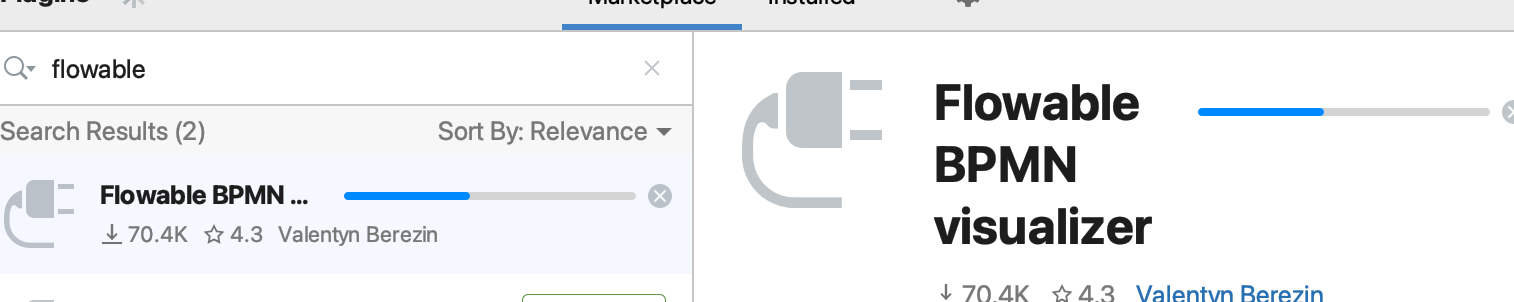 Plugins
Marketplace Installed
flowable
Search Results (2)
Sort By: Relevance
Flowable BPMN ...
70.4K 4.3 Valentyn Berezin
Flowable
BPMN
visualizer
70.4K 4.3 Valentyn Berezin